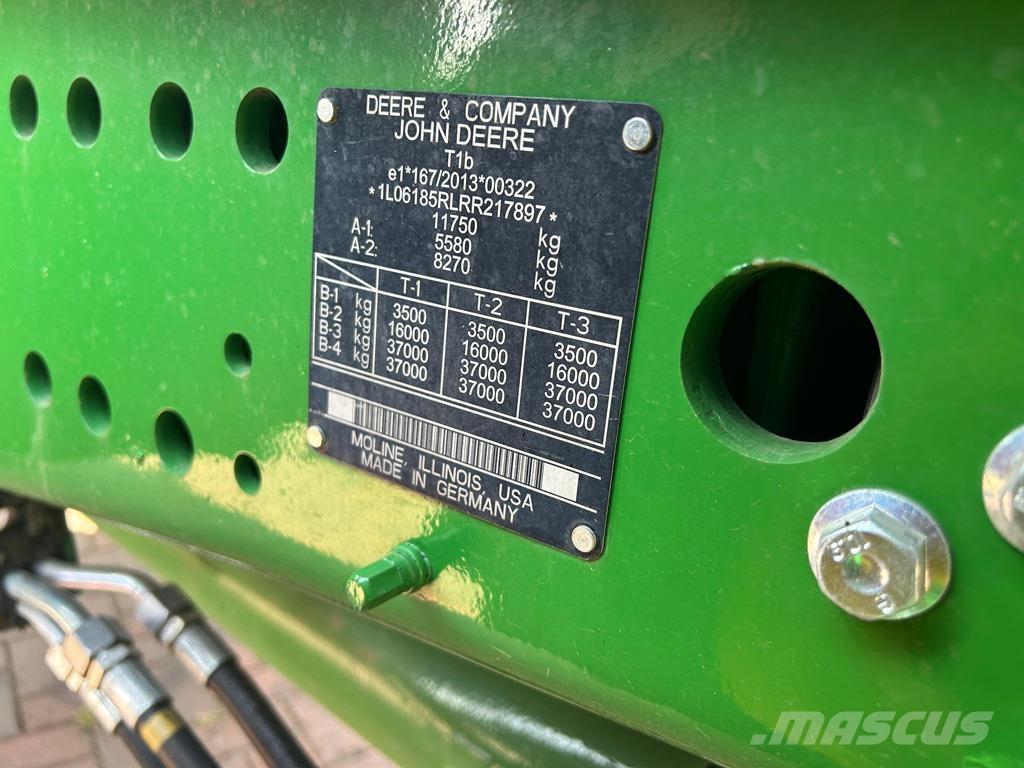 DEERE & COMPANY
JOHN DEERE
T1b
e1*167/2013*00322
*1L06185RLRR217897*
11750 kg
A-1: 5580 kg
A-2: 8270 kg
T-1 T-2 T-3
B-1 kg 3500 3500 3500
B-2 kg 16000 16000 16000
B-3 kg 37000 37000 37000
B-4 kg 37000 37000 37000
MOLINE, ILLINOIS, USA
MADE IN GERMANY
MASCUS